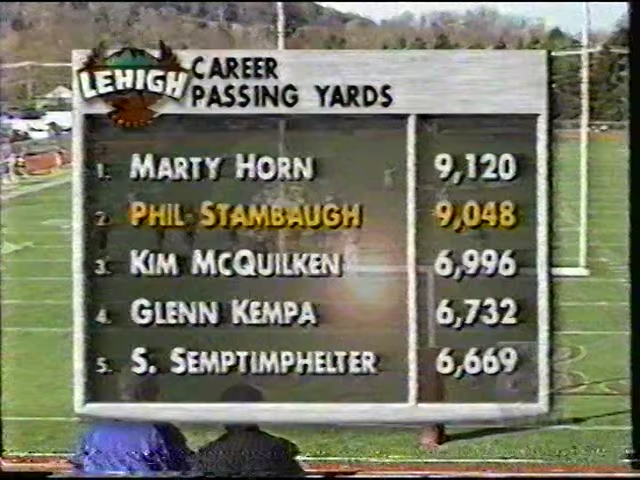 LEHIGH
CAREER
PASSING YARDS
1. MARTY HORN 9,120
2. PHIL STAMBAUGH 9,048
3. KIM MCQUILKEN 6,996
4. GLENN KEMPA 6,732
5. S. SEMPTIMPHELTER 6,669